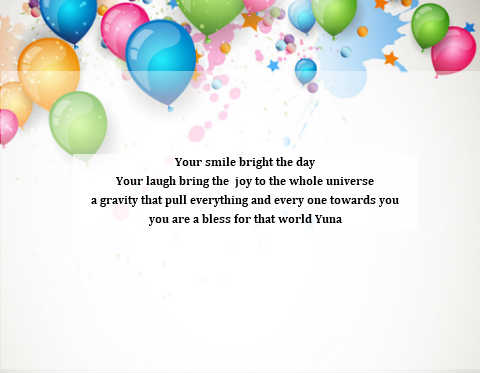 Your smile bright the day
Your laugh bring the joy to the whole universe
a gravity that pull everything and every one towards you
you are a bless for that world Yuna